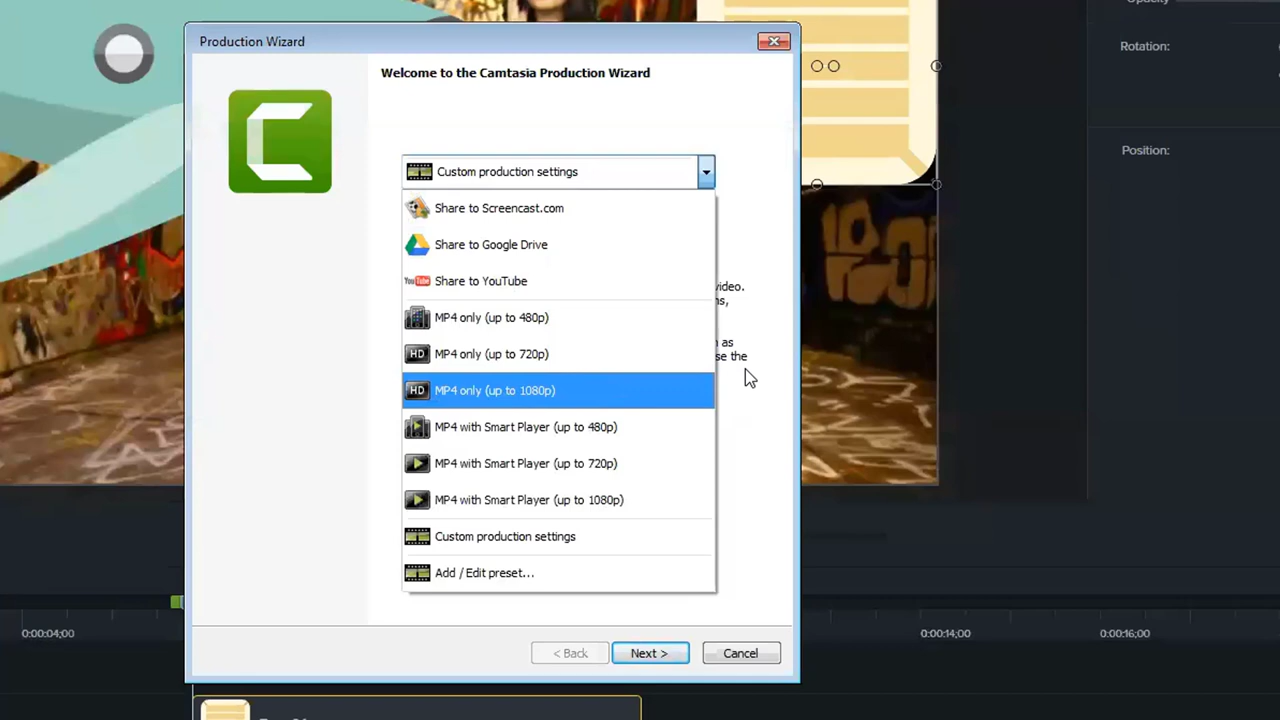 Opacity
Production Wizard
Rotation:
Welcome to the Camtasia Production Wizard
Position:
Custom production settings
Share to Screencast.com
Share to Google Drive
You Tube Share to YouTube
video.
ns,
MP4 only (up to 480p)
HD MP4 only (up to 720p)
n as
se the
HD MP4 only (up to 1080p)
MP4 with Smart Player (up to 480p)
MP4 with Smart Player (up to 720p)
MP4 with Smart Player (up to 1080p)
Custom production settings
Add / Edit preset...
0:00:04;00
0:00:14;00
0:00:16;00
< Back
Next >
Cancel